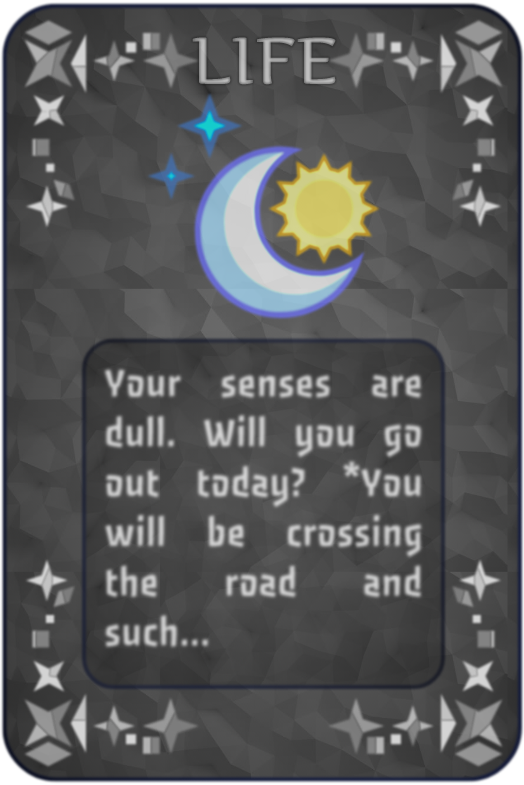 LIFE
Your senses are
dull. Will you go
out today? *You
will be crossing
the road and
such...